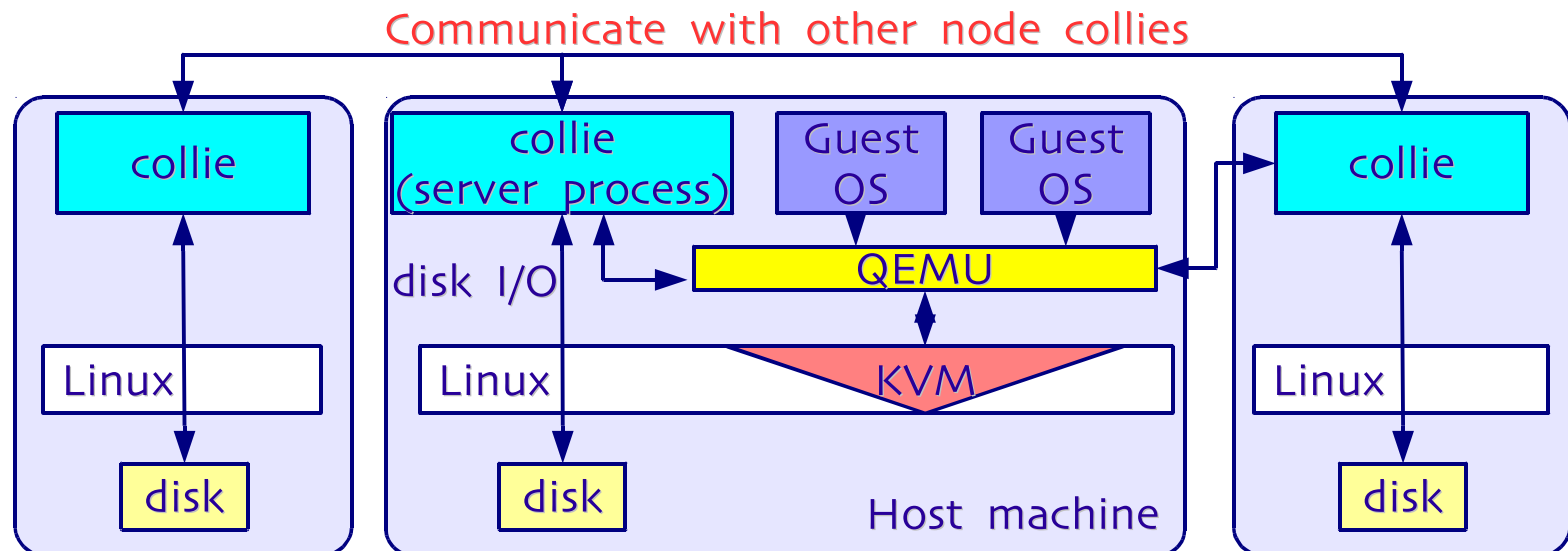 Communicate with other node collies
collie
collie
(server process)
Guest
OS
Guest
OS
collie
QEMU
disk I/O
Linux
Linux
KVM
Linux
disk
disk
disk
Host machine